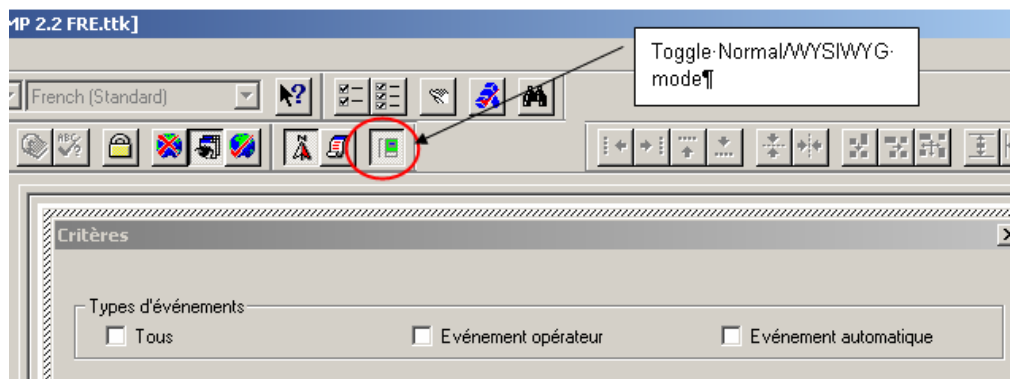 MP 2.2 FRE.ttk]
Toggle·Normal/WYSIWYG·
mode¶
French (Standard)
Critères
Types d'événements
Tous
Evénement opérateur
Evénement automatique